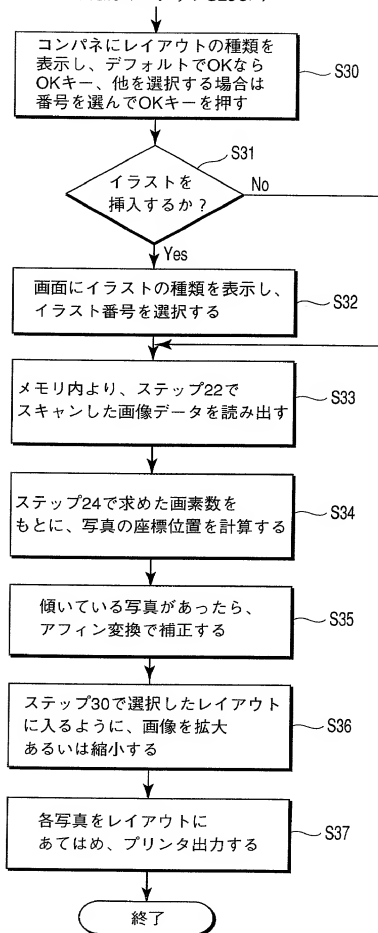 コンパネにレイアウトの種類を
表示し、デフォルトでOKなら
OKキー、他を選択する場合は
番号を選んでOKキーを押す
S30
S31
イラストを
挿入するか？
No
Yes
画面にイラストの種類を表示し、
イラスト番号を選択する
S32
メモリ内より、ステップ22で
スキャンした画像データを読み出す
S33
ステップ24で求めた画素数を
もとに、写真の座標位置を計算する
S34
傾いている写真があったら、
アフィン変換で補正する
S35
ステップ30で選択したレイアウト
に入るように、画像を拡大
あるいは縮小する
S36
各写真をレイアウトに
あてはめ、プリンタ出力する
S37
終了